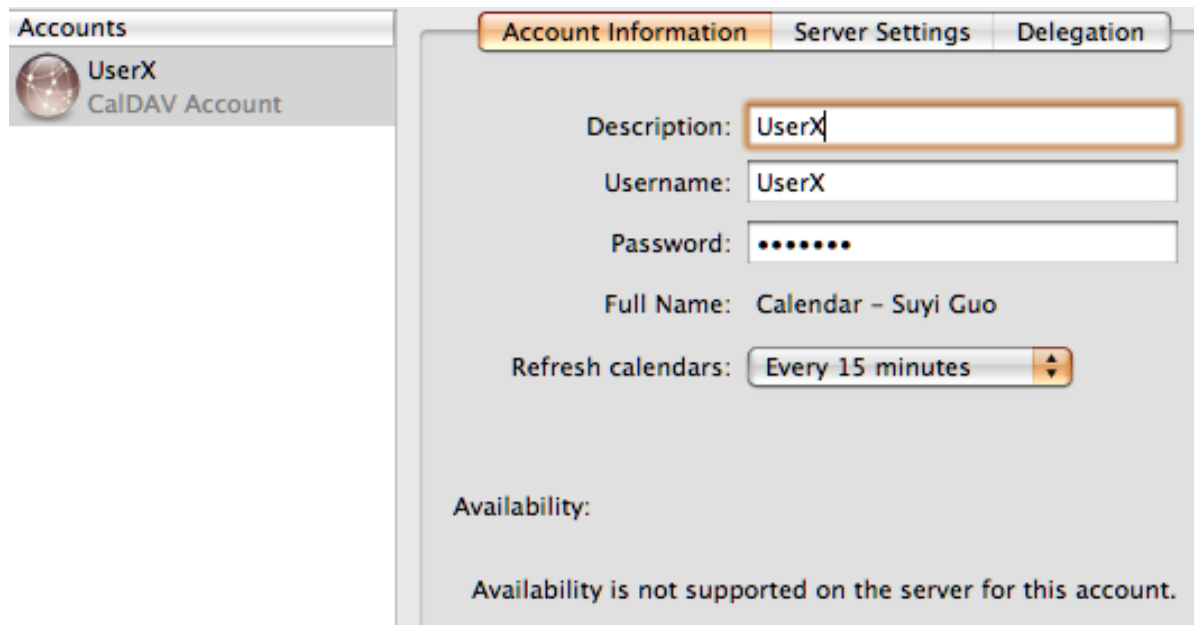 Accounts
UserX
CalDAV Account
Account Information Server Settings Delegation
Description: UserX
Username: UserX
Password: •••••••
Full Name: Calendar – Suyi Guo
Refresh calendars: Every 15 minutes
Availability:
Availability is not supported on the server for this account.